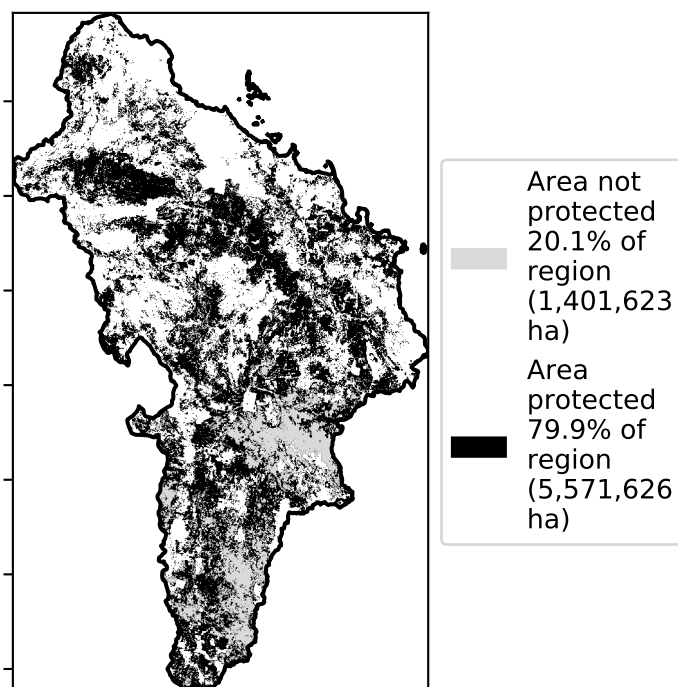 Area not
protected
20.1% of
region
(1,401,623
ha)
Area
protected
79.9% of
region
(5,571,626
ha)